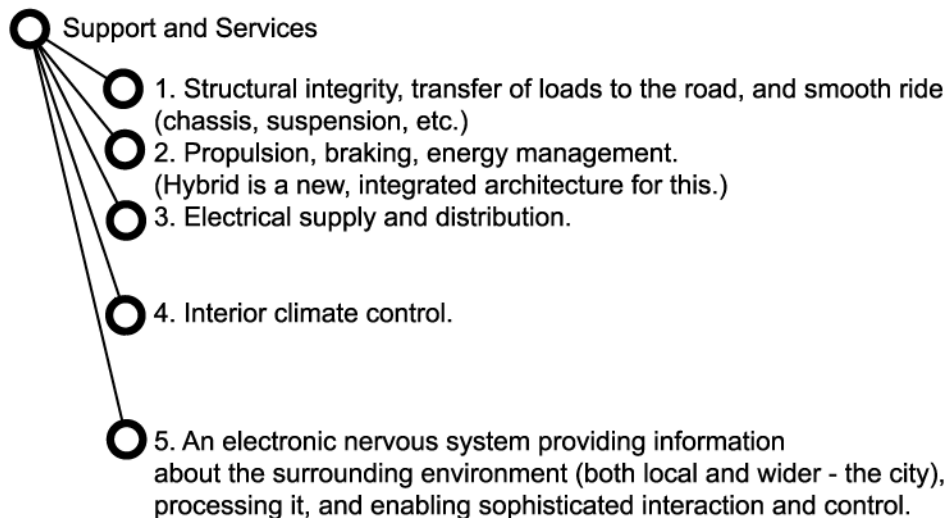 Support and Services
1. Structural integrity, transfer of loads to the road, and smooth ride
(chassis, suspension, etc.)
2. Propulsion, braking, energy management.
(Hybrid is a new, integrated architecture for this.)
3. Electrical supply and distribution.
4. Interior climate control.
5. An electronic nervous system providing information
about the surrounding environment (both local and wider - the city),
processing it, and enabling sophisticated interaction and control.